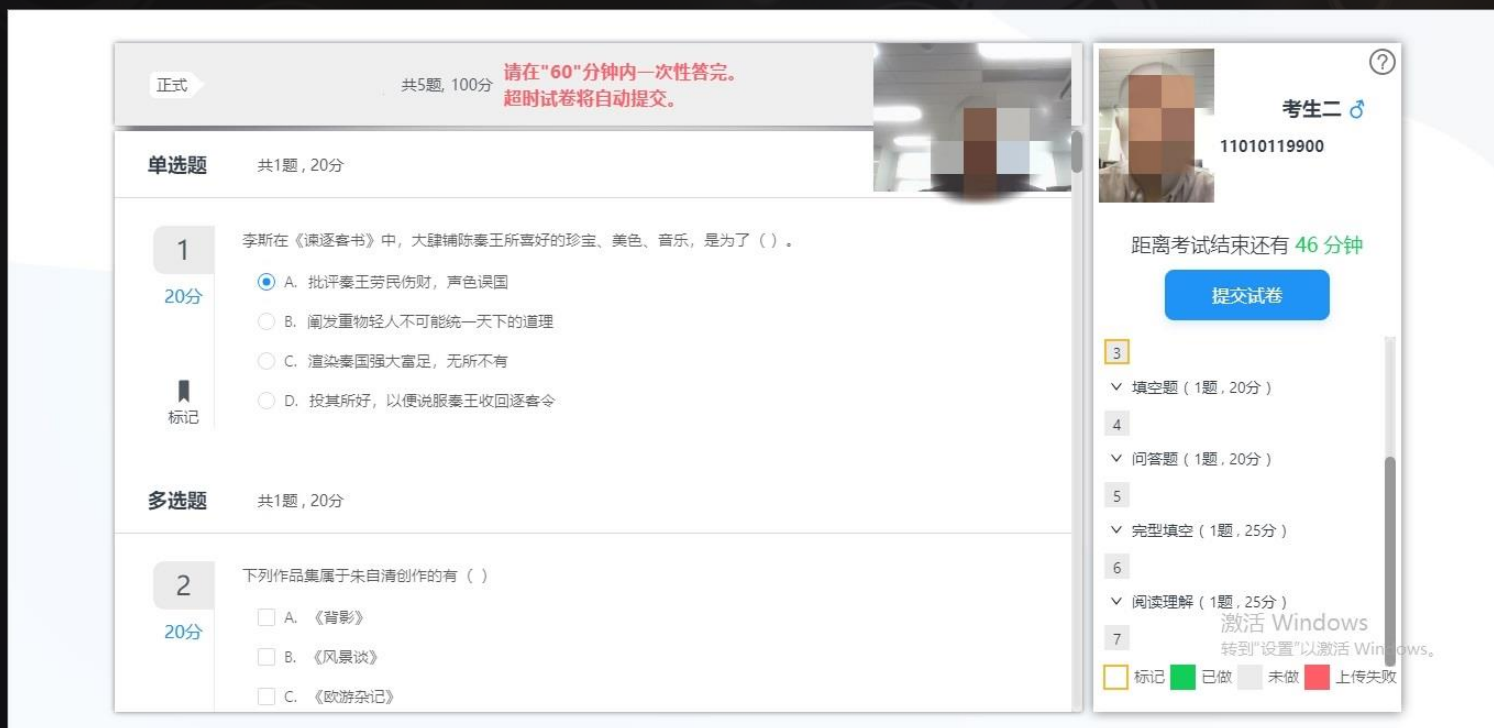 正式
共5题, 100分
请在"60"分钟内一次性答完。
超时试卷将自动提交。
单选题 共1题 , 20分
1
20分
标记
李斯在《谏逐客书》中，大肆铺陈秦王所喜好的珍宝、美色、音乐，是为了（ ）。
A. 批评秦王劳民伤财，声色误国
B. 阐发重物轻人不可能统一天下的道理
C. 渲染秦国强大富足，无所不有
D. 投其所好，以便说服秦王收回逐客令
多选题 共1题 , 20分
2
20分
下列作品集属于朱自清创作的有（ ）
A. 《背影》
B. 《风景谈》
C. 《欧游杂记》
?
考生二 ♂
11010119900
距离考试结束还有 46 分钟
提交试卷
3
填空题 ( 1题 , 20分 )
4
问答题 ( 1题 , 20分 )
5
完型填空 ( 1题 , 25分 )
6
阅读理解 ( 1题 , 25分 )
7
激活 Windows
转到"设置"以激活 Windows。
标记 已做 未做 上传失败